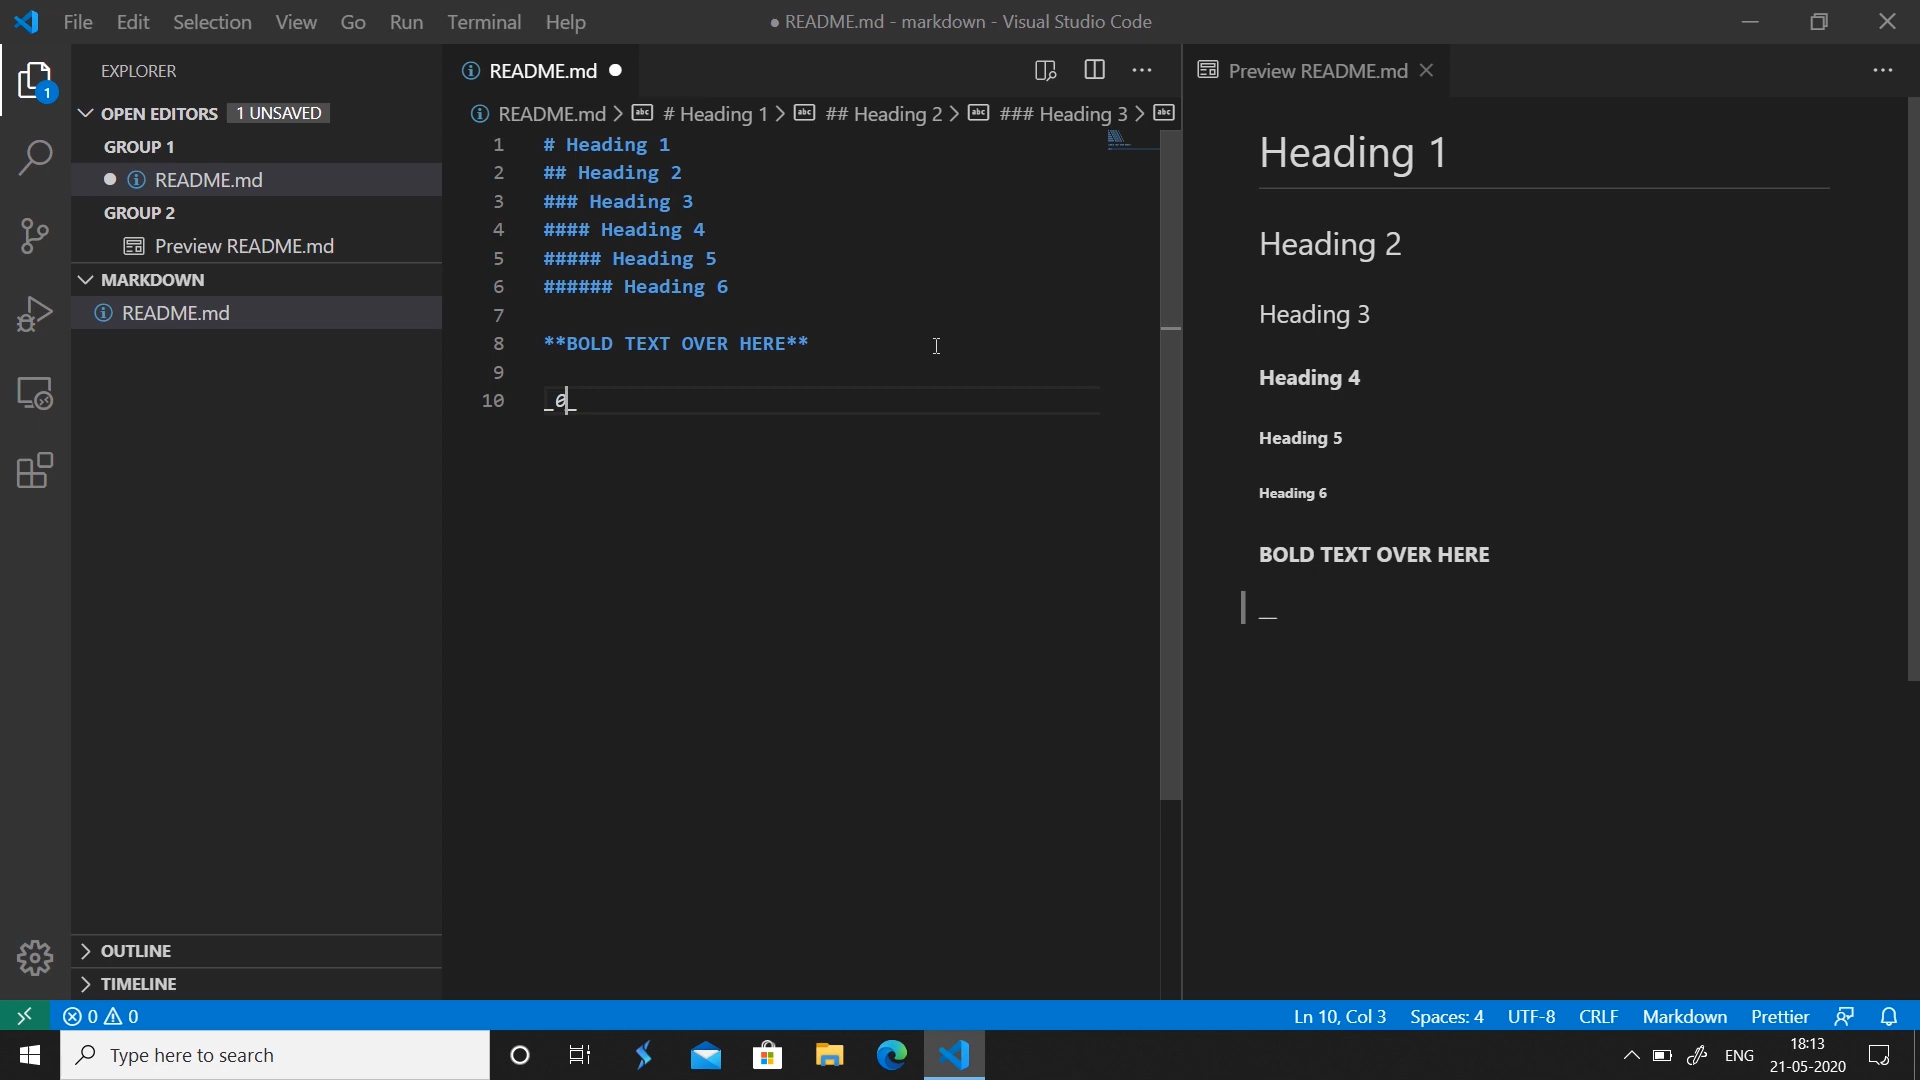 File Edit Selection View Go Run Terminal Help
● README.md - markdown - Visual Studio Code
EXPLORER
OPEN EDITORS 1 UNSAVED
GROUP 1
README.md
GROUP 2
Preview README.md
MARKDOWN
README.md
OUTLINE
TIMELINE
1
README.md
README.md > # Heading 1 > ## Heading 2 > ### Heading 3 >
1 # Heading 1
2 ## Heading 2
3 ### Heading 3
4 #### Heading 4
5 ##### Heading 5
6 ###### Heading 6
7
8 **BOLD TEXT OVER HERE**
9
10 _0_
Preview README.md
Heading 1
Heading 2
Heading 3
Heading 4
Heading 5
Heading 6
BOLD TEXT OVER HERE
__
0 0
Ln 10, Col 3 Spaces: 4 UTF-8 CRLF Markdown Prettier
Type here to search
ENG
18:13
21-05-2020